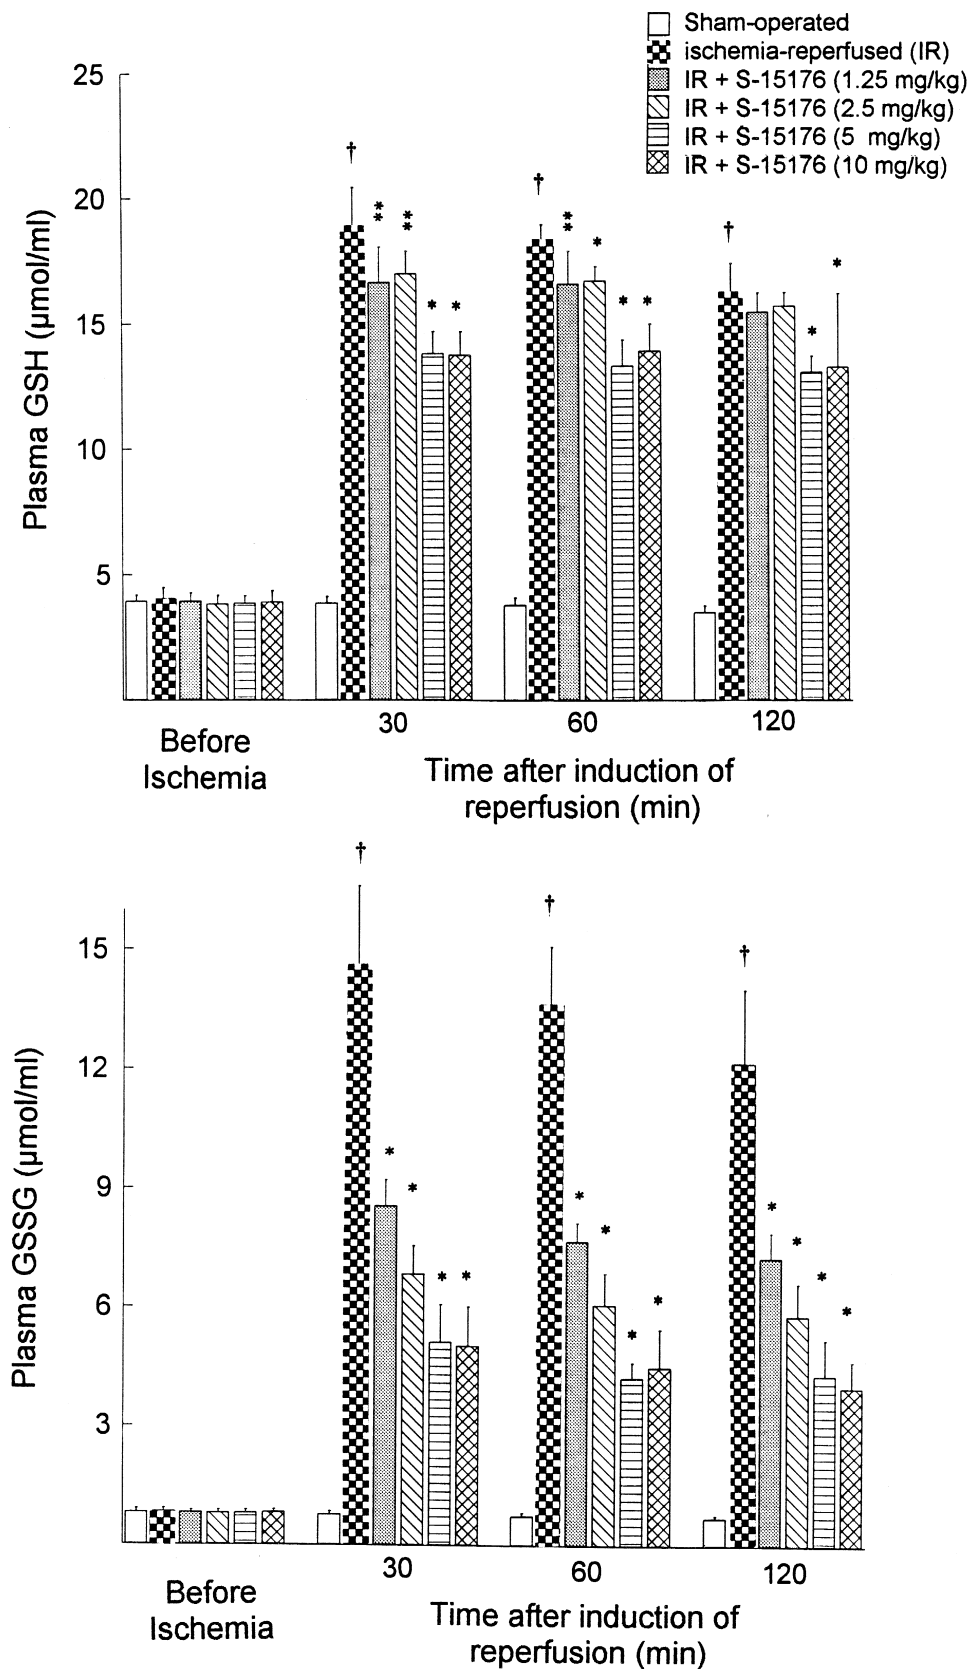 Sham-operated
ischemia-reperfused (IR)
IR + S-15176 (1.25 mg/kg)
IR + S-15176 (2.5 mg/kg)
IR + S-15176 (5 mg/kg)
IR + S-15176 (10 mg/kg)
Plasma GSH (µmol/ml)
25
20
15
10
5
†
**
**
*
*
†
**
*
*
*
†
*
*
30
60
120
Before
Ischemia
Time after induction of
reperfusion (min)
Plasma GSSG (µmol/ml)
15
12
9
6
3
†
*
*
*
*
†
*
*
*
*
†
*
*
*
*
30
60
120
Before
Ischemia
Time after induction of
reperfusion (min)